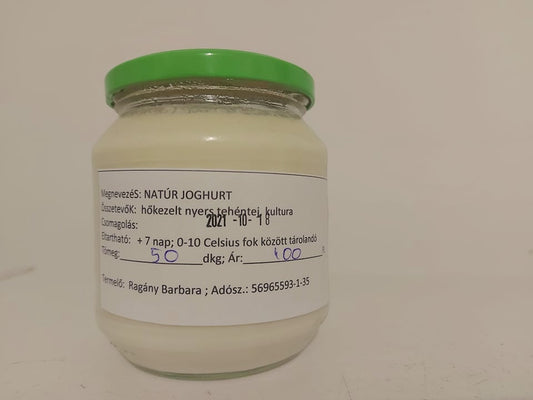 MegnevezéS: NATÚR JOGHURT
ÖsszetevőK: hőkezelt nyers tehéntej, kultura
Csomagolás: 2021 -10- 18
Eltartható: + 7 nap; 0-10 Celsius fok között tárolandó
Tömeg: 50 dkg; Ár: 400
Termelő: Ragány Barbara ; Adósz.: 56965593-1-35